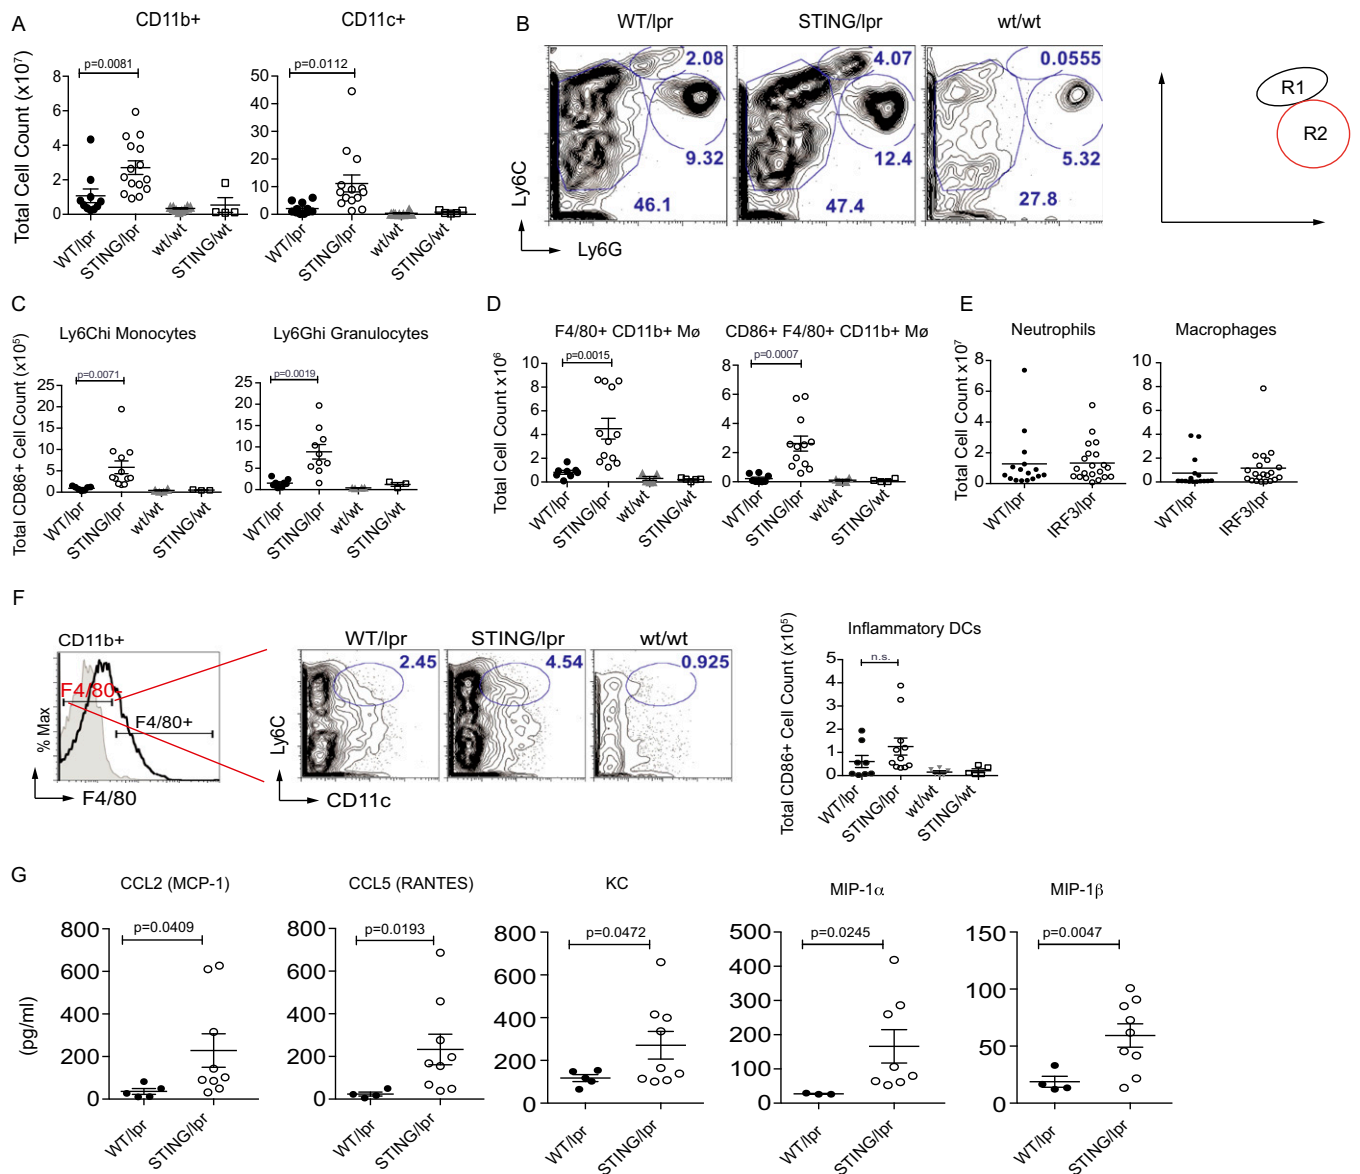 A
CD11b+
CD11c+
Total Cell Count (x10⁷)
8
6
4
2
0
p=0.0081
WT/lpr
STING/lpr
wt/wt
STING/wt
50
40
30
20
10
0
p=0.0112
WT/lpr
STING/lpr
wt/wt
STING/wt
B
WT/lpr
STING/lpr
wt/wt
2.08
9.32
46.1
4.07
12.4
47.4
0.0555
5.32
27.8
Ly6C
Ly6G
R1
R2
C
Ly6Chi Monocytes
Ly6Ghi Granulocytes
Total CD86+ Cell Count (x10⁵)
25
20
15
10
5
0
p=0.0071
WT/lpr
STING/lpr
wt/wt
STING/wt
25
20
15
10
5
0
p=0.0019
WT/lpr
STING/lpr
wt/wt
STING/wt
D
F4/80+ CD11b+ Mø
CD86+ F4/80+ CD11b+ Mø
Total Cell Count x10⁶
10
8
6
4
2
0
p=0.0015
WT/lpr
STING/lpr
wt/wt
STING/wt
8
6
4
2
0
p=0.0007
WT/lpr
STING/lpr
wt/wt
STING/wt
E
Neutrophils
Macrophages
Total Cell Count x10⁷
10
8
6
4
2
0
WT/lpr
IRF3/lpr
10
8
6
4
2
0
WT/lpr
IRF3/lpr
F
CD11b+
F4/80-
F4/80+
% Max
F4/80
WT/lpr
STING/lpr
wt/wt
2.45
4.54
0.925
Ly6C
CD11c
Inflammatory DCs
Total CD86+ Cell Count (x10⁵)
5
4
3
2
1
0
n.s.
WT/lpr
STING/lpr
wt/wt
STING/wt
G
CCL2 (MCP-1)
CCL5 (RANTES)
KC
MIP-1α
MIP-1β
(pg/ml)
800
600
400
200
0
p=0.0409
WT/lpr
STING/lpr
800
600
400
200
0
p=0.0193
WT/lpr
STING/lpr
800
600
400
200
0
p=0.0472
WT/lpr
STING/lpr
500
400
300
200
100
0
p=0.0245
WT/lpr
STING/lpr
150
100
50
0
p=0.0047
WT/lpr
STING/lpr